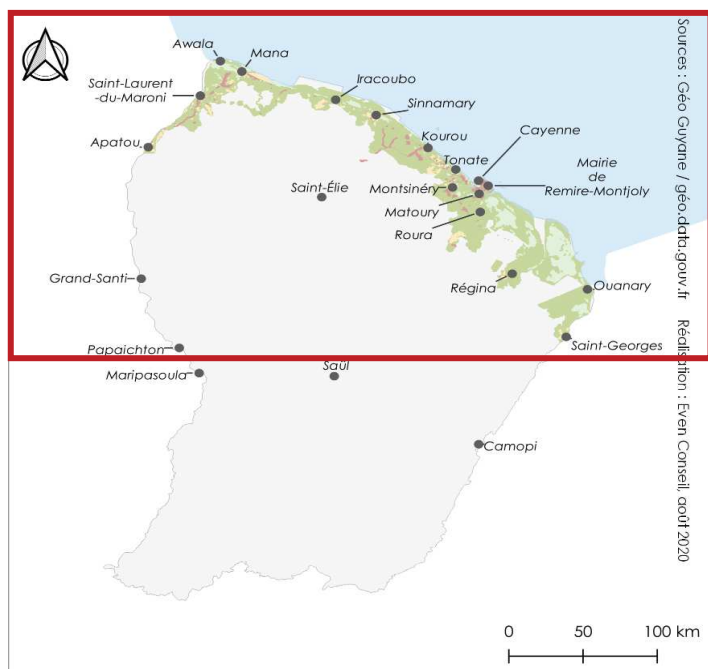 Awala
Mana
Saint-Laurent
-du-Maroni
Iracoubo
Sinnamary
Apatou
Kourou
Cayenne
Tonate
Mairie
de
Remire-Montjoly
Saint-Élie
Montsinéry
Matoury
Roura
Grand-Santi
Régina
Ouanary
Papaichton
Saint-Georges
Maripasoula
Saül
Camopi
Sources : Géo Guyane / géo.data.gouv.fr Réalisation : Even Conseil, août 2020
0 50 100 km